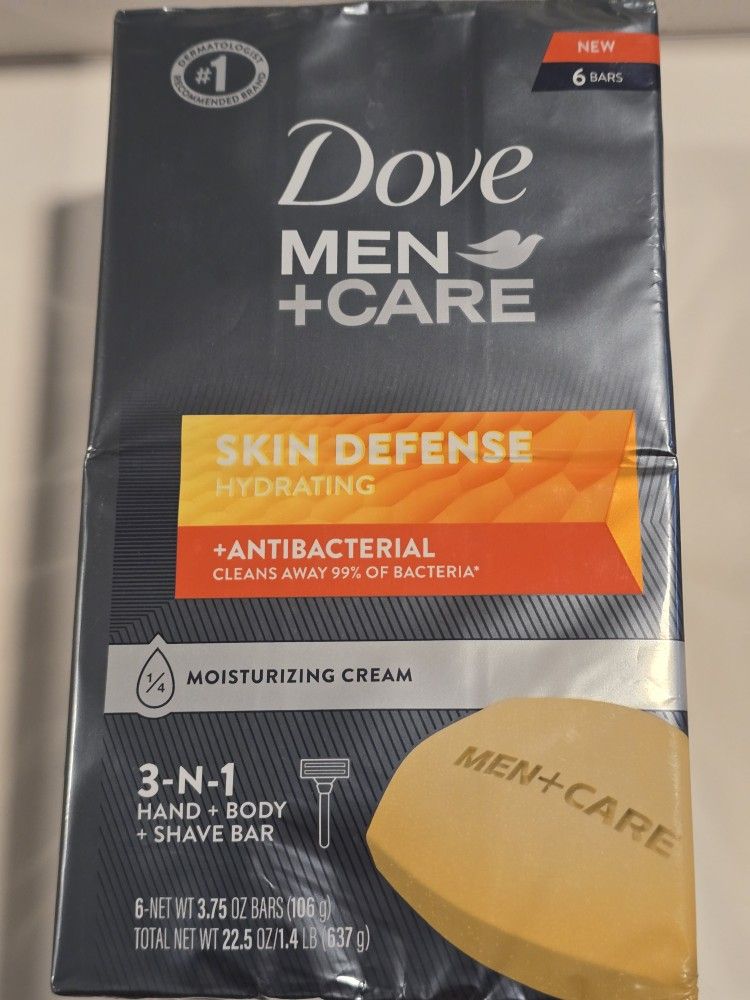 DERMATOLOGIST
#1
RECOMMENDED BRAND
NEW
6 BARS
Dove
MEN
+CARE
SKIN DEFENSE
HYDRATING
+ANTIBACTERIAL
CLEANS AWAY 99% OF BACTERIA*
1/4
MOISTURIZING CREAM
MEN+CARE
3-N-1
HAND + BODY
+ SHAVE BAR
6-NET WT 3.75 OZ BARS (106 g)
TOTAL NET WT 22.5 OZ/1.4 LB (637 g)